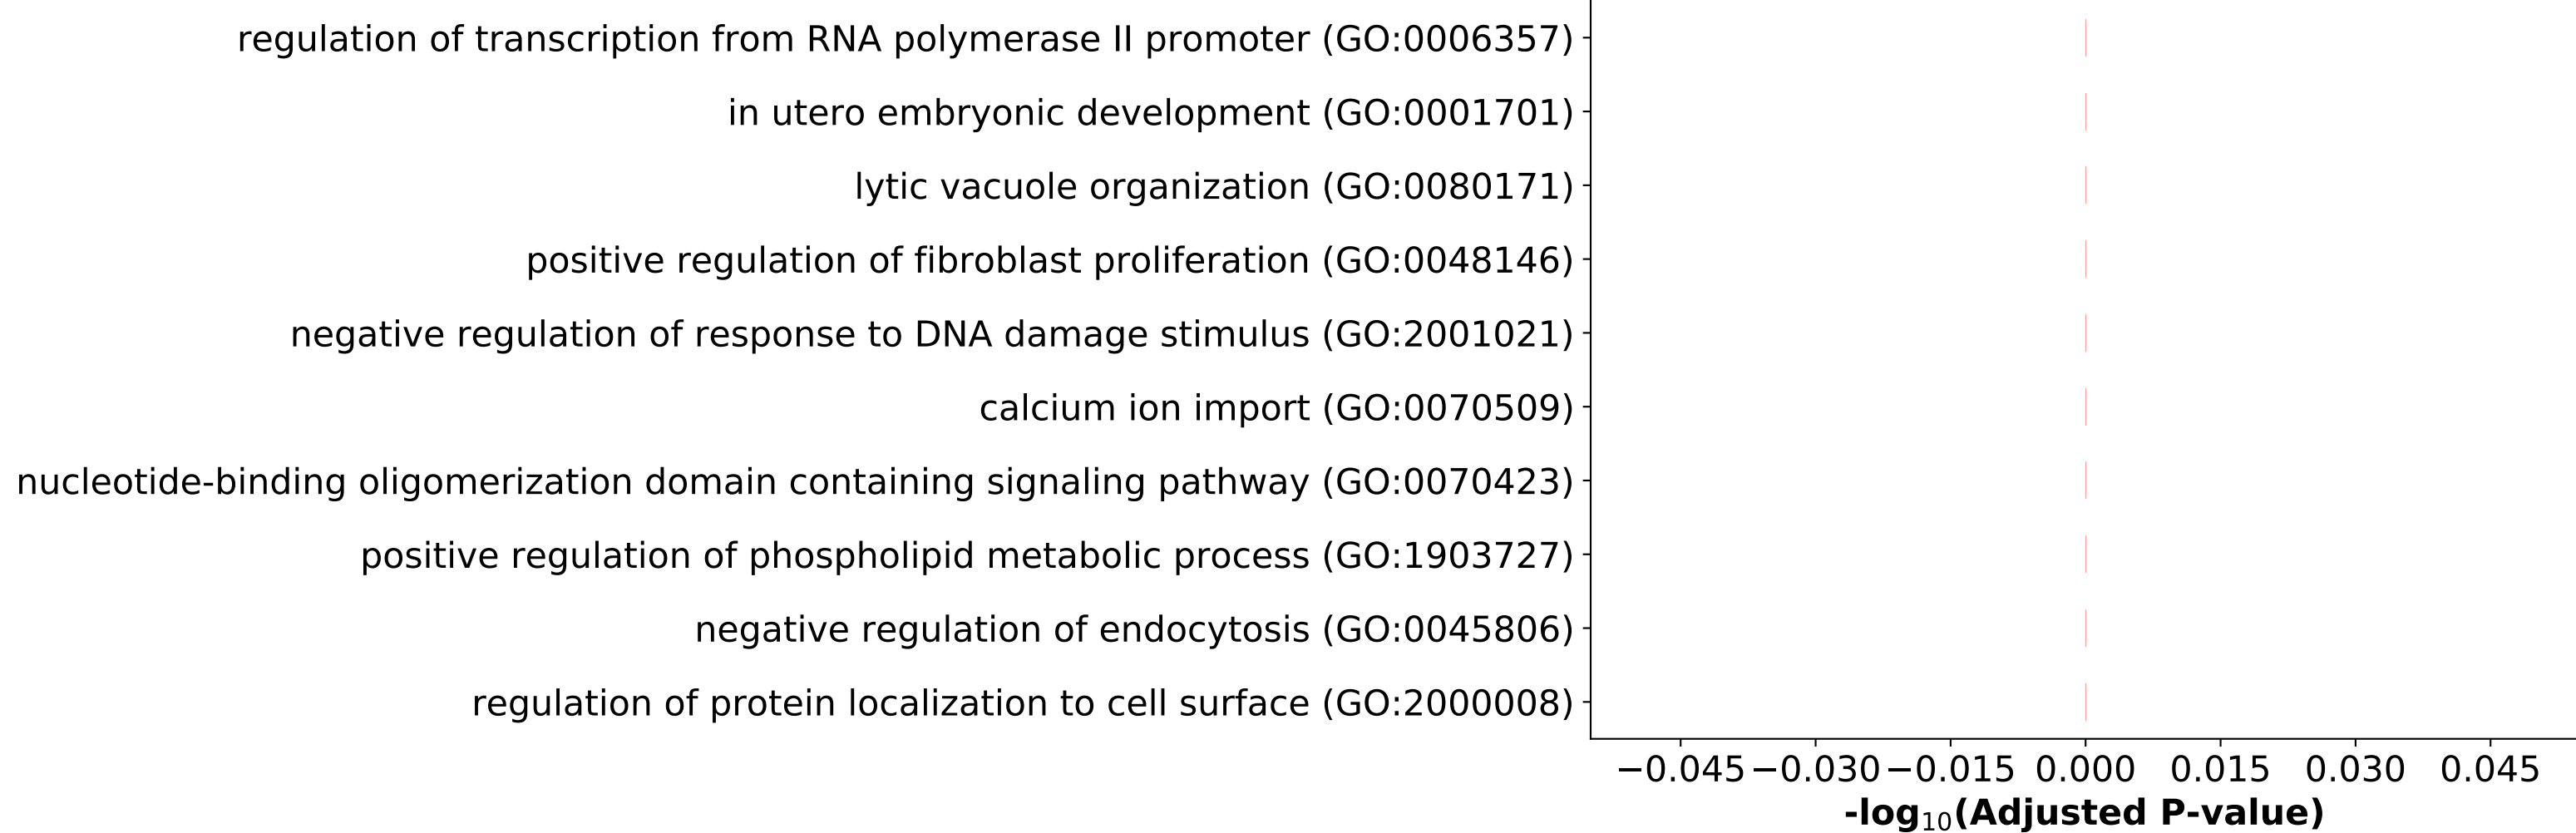 regulation of transcription from RNA polymerase II promoter (GO:0006357)
in utero embryonic development (GO:0001701)
lytic vacuole organization (GO:0080171)
positive regulation of fibroblast proliferation (GO:0048146)
negative regulation of response to DNA damage stimulus (GO:2001021)
calcium ion import (GO:0070509)
nucleotide-binding oligomerization domain containing signaling pathway (GO:0070423)
positive regulation of phospholipid metabolic process (GO:1903727)
negative regulation of endocytosis (GO:0045806)
regulation of protein localization to cell surface (GO:2000008)
−0.045 −0.030 −0.015 0.000 0.015 0.030 0.045
-log₁₀(Adjusted P-value)